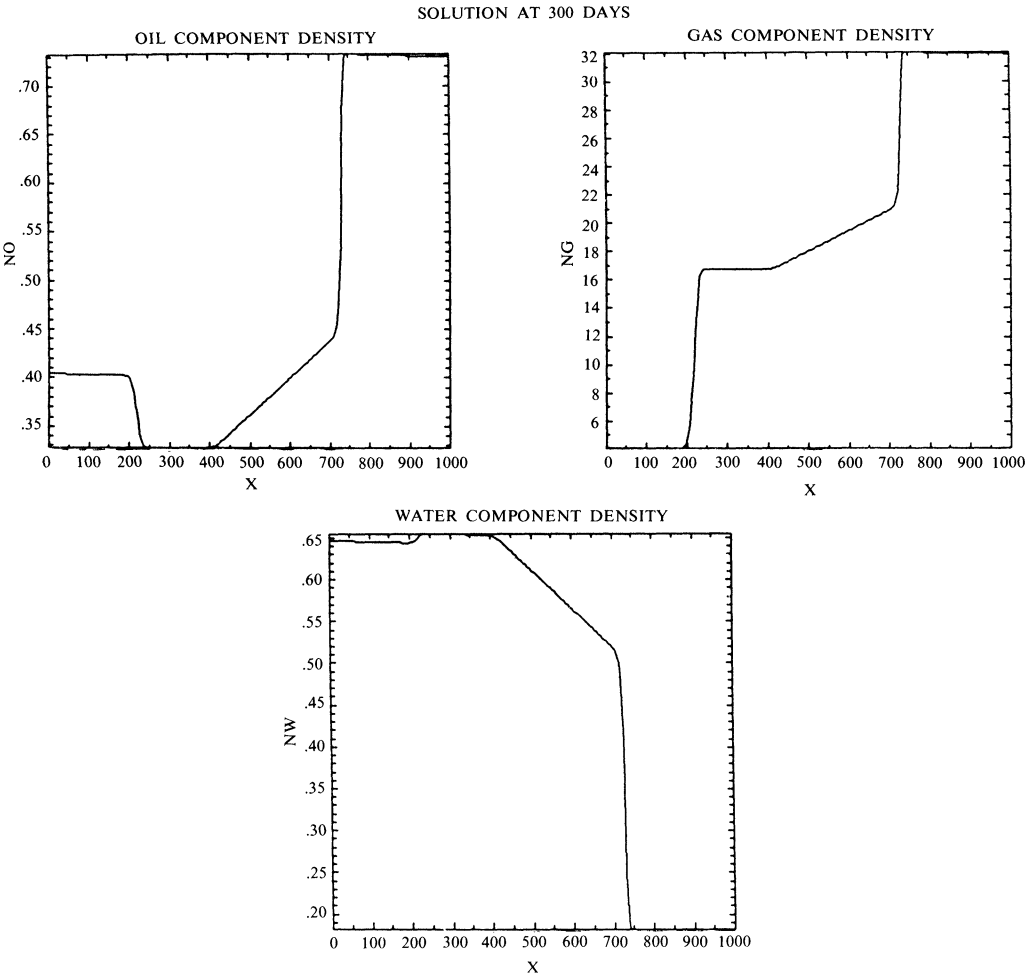 SOLUTION AT 300 DAYS
OIL COMPONENT DENSITY
.70
.65
.60
.55
.50
.45
.40
.35
NO
0 100 200 300 400 500 600 700 800 900 1000
X
GAS COMPONENT DENSITY
32
30
28
26
24
22
20
18
16
14
12
10
8
6
NG
0 100 200 300 400 500 600 700 800 900 1000
X
WATER COMPONENT DENSITY
.65
.60
.55
.50
.45
.40
.35
.30
.25
.20
NW
0 100 200 300 400 500 600 700 800 900 1000
X